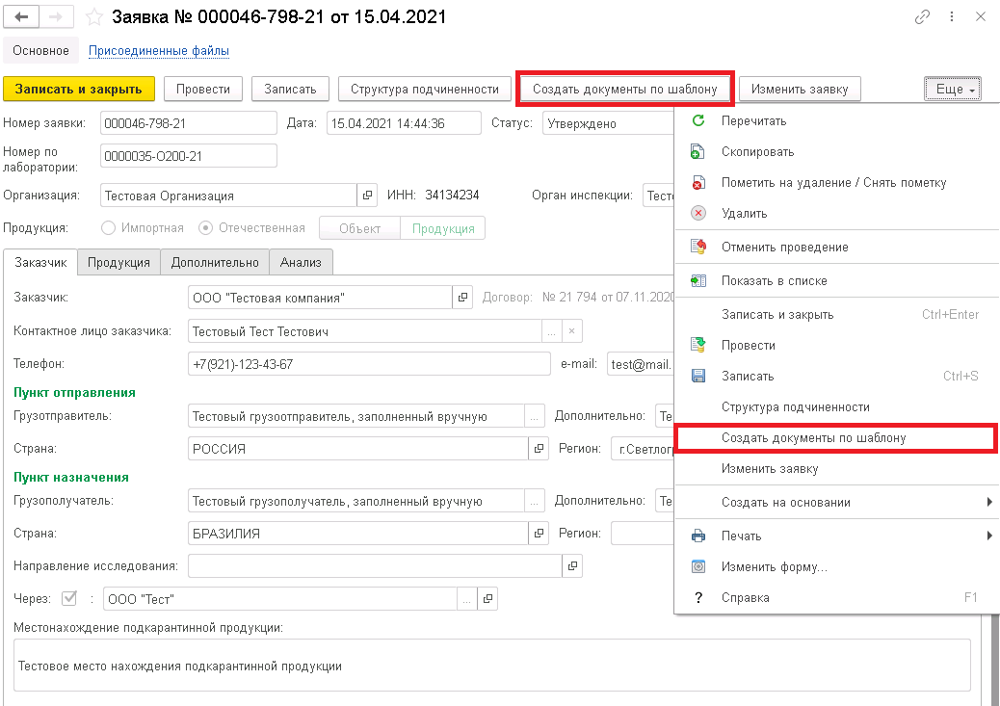 Заявка № 000046-798-21 от 15.04.2021
Основное Присоединенные файлы
Записать и закрыть Провести Записать Структура подчиненности Создать документы по шаблону Изменить заявку Еще
Номер заявки: 000046-798-21 Дата: 15.04.2021 14:44:36 Статус: Утверждено
Номер по
лаборатории: 0000035-О200-21
Организация: Тестовая Организация ИНН: 34134234 Орган инспекции: Тест
Продукция: Импортная Отечественная Объект Продукция
Заказчик Продукция Дополнительно Анализ
Заказчик: ООО "Тестовая компания" Договор: № 21 794 от 07.11.2020
Контактное лицо заказчика: Тестовый Тест Тестович ... ×
Телефон: +7(921)-123-43-67 e-mail: test@mail.
Пункт отправления
Грузотправитель: Тестовый грузоотправитель, заполненный вручную ... Дополнительно: Те
Страна: РОССИЯ Регион: г.Светлог
Пункт назначения
Грузополучатель: Тестовый грузополучатель, заполненный вручную ... Дополнительно: Те
Страна: БРАЗИЛИЯ Регион:
Направление исследования:
Через: : ООО "Тест" ...
Местонахождение подкарантинной продукции:
Тестовое место нахождения подкарантинной продукции
Перечитать
Скопировать
Пометить на удаление / Снять пометку
Удалить
Отменить проведение
Показать в списке
Записать и закрыть Ctrl+Enter
Провести
Записать Ctrl+S
Структура подчиненности
Создать документы по шаблону
Изменить заявку
Создать на основании
Печать
Изменить форму...
? Справка F1